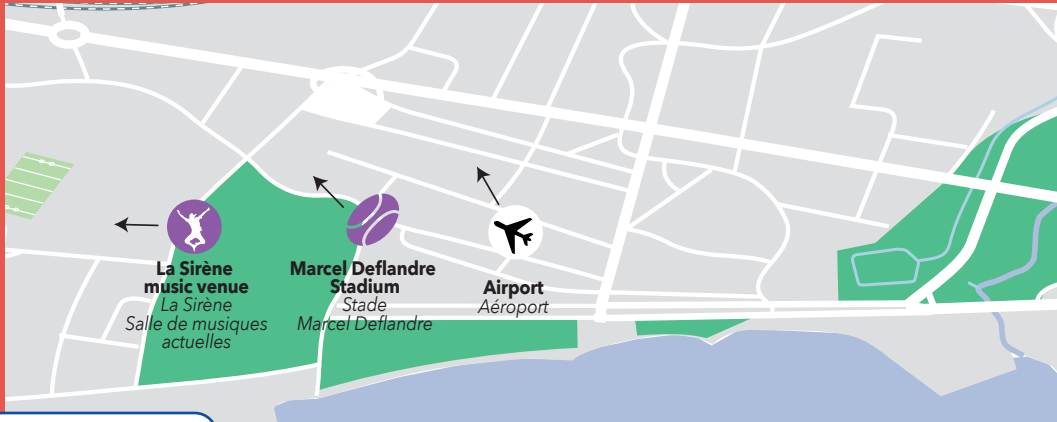 La Sirène
music venue
La Sirène
Salle de musiques
actuelles
Marcel Deflandre
Stadium
Stade
Marcel Deflandre
Airport
Aéroport